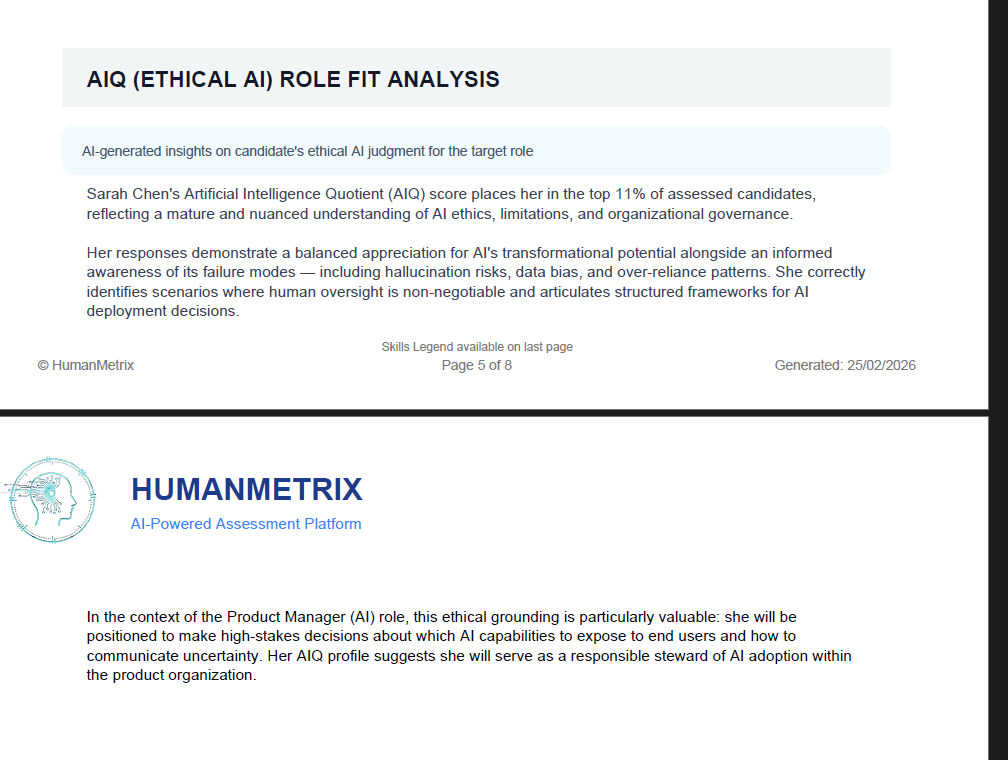 AIQ (ETHICAL AI) ROLE FIT ANALYSIS
AI-generated insights on candidate's ethical AI judgment for the target role
Sarah Chen's Artificial Intelligence Quotient (AIQ) score places her in the top 11% of assessed candidates,
reflecting a mature and nuanced understanding of AI ethics, limitations, and organizational governance.
Her responses demonstrate a balanced appreciation for AI's transformational potential alongside an informed
awareness of its failure modes — including hallucination risks, data bias, and over-reliance patterns. She correctly
identifies scenarios where human oversight is non-negotiable and articulates structured frameworks for AI
deployment decisions.
Skills Legend available on last page
© HumanMetrix
Page 5 of 8
Generated: 25/02/2026
HUMANMETRIX
AI-Powered Assessment Platform
In the context of the Product Manager (AI) role, this ethical grounding is particularly valuable: she will be
positioned to make high-stakes decisions about which AI capabilities to expose to end users and how to
communicate uncertainty. Her AIQ profile suggests she will serve as a responsible steward of AI adoption within
the product organization.